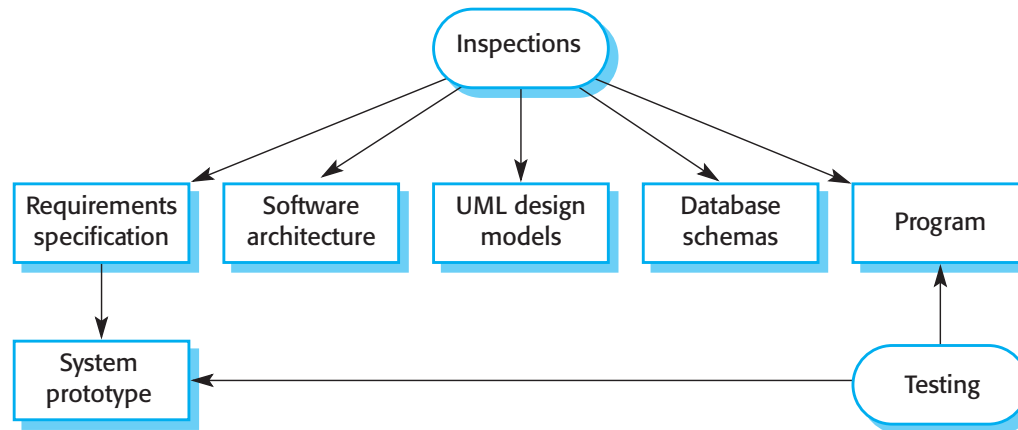 Inspections
Requirements
specification
Software
architecture
UML design
models
Database
schemas
Program
System
prototype
Testing